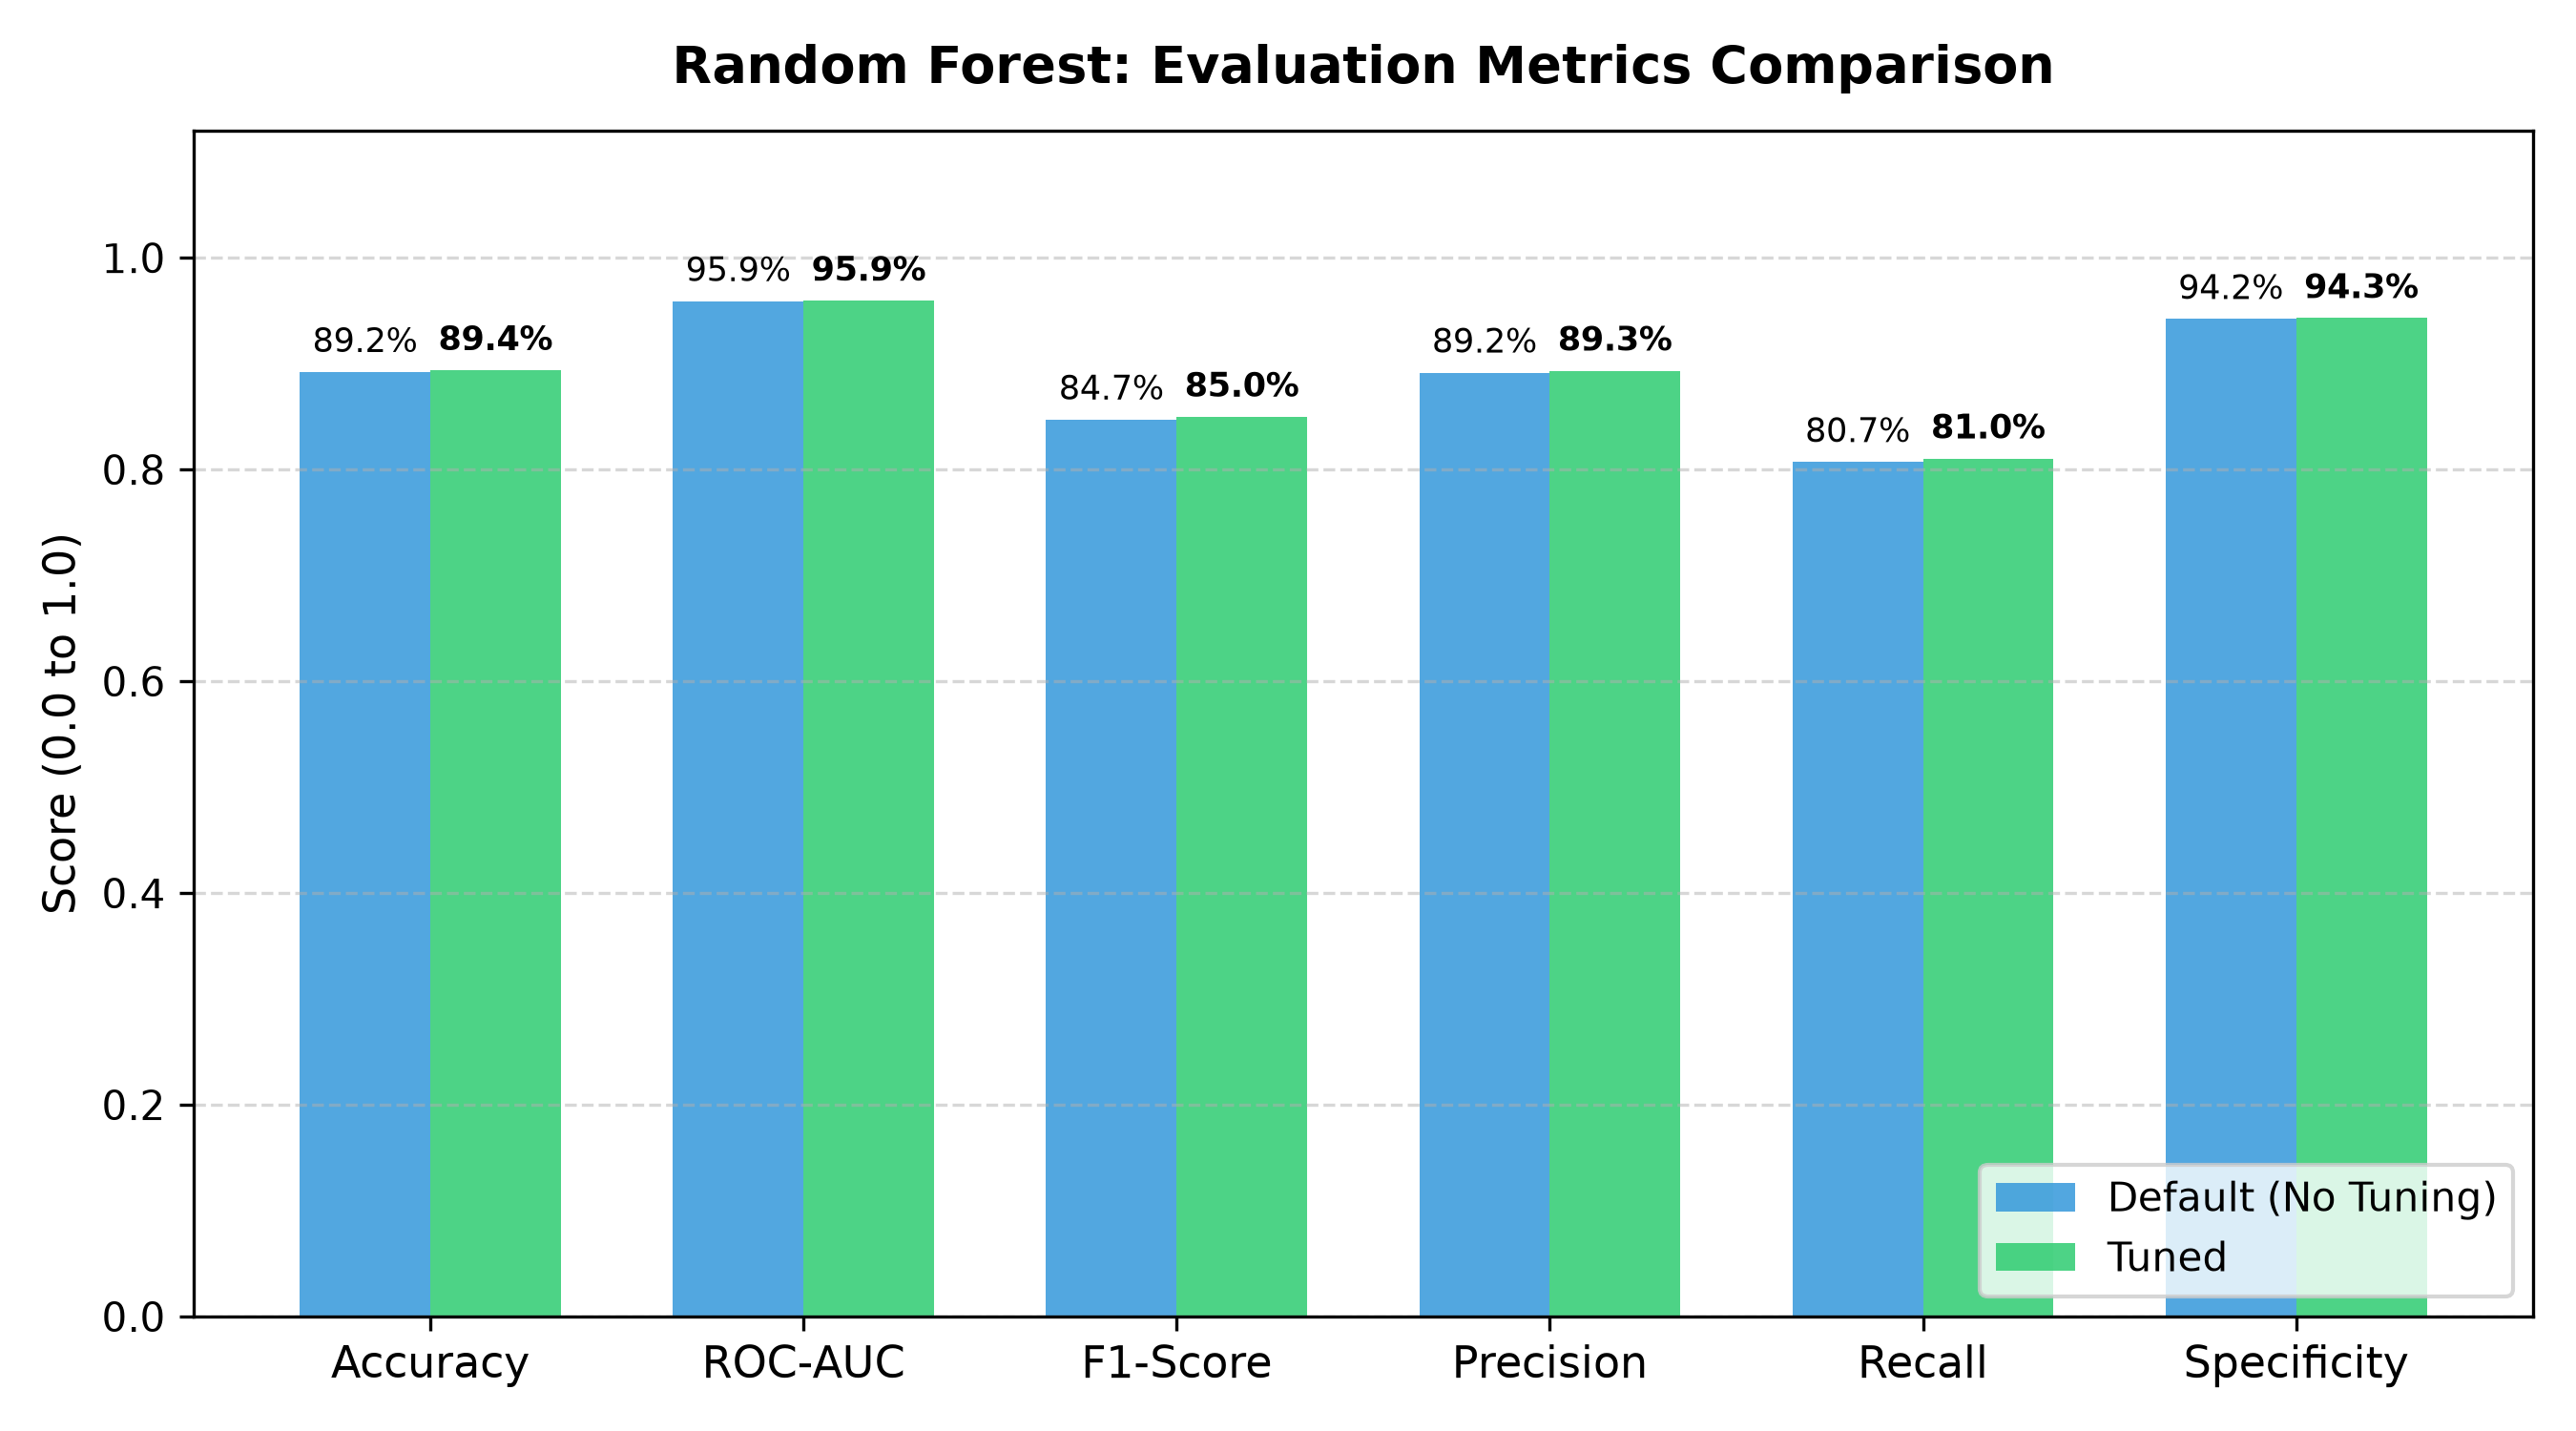 Random Forest: Evaluation Metrics Comparison
Score (0.0 to 1.0)
1.0
0.8
0.6
0.4
0.2
0.0
89.2% 89.4%
95.9% 95.9%
84.7% 85.0%
89.2% 89.3%
80.7% 81.0%
94.2% 94.3%
Accuracy ROC-AUC F1-Score Precision Recall Specificity
Default (No Tuning)
Tuned